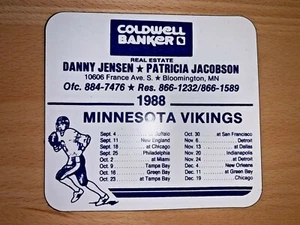 COLDWELL
BANKER
REAL ESTATE
DANNY JENSEN ★ PATRICIA JACOBSON
10606 France Ave. S. ★ Bloomington, MN
Ofc. 884-7476 ★ Res. 866-1232/866-1589
1988
MINNESOTA VIKINGS
Sept. 4 Buffalo
Sept. 11 New England
Sept. 18 at Chicago
Sept. 25 Philadelphia
Oct. 2 at Miami
Oct. 9 Tampa Bay
Oct. 16 Green Bay
Oct. 23 at Tampa Bay
Oct. 30 at San Francisco
Nov. 6 Detroit
Nov. 13 at Dallas
Nov. 20 Indianapolis
Nov. 24 at Detroit
Dec. 4 New Orleans
Dec. 11 at Green Bay
Dec. 19 Chicago